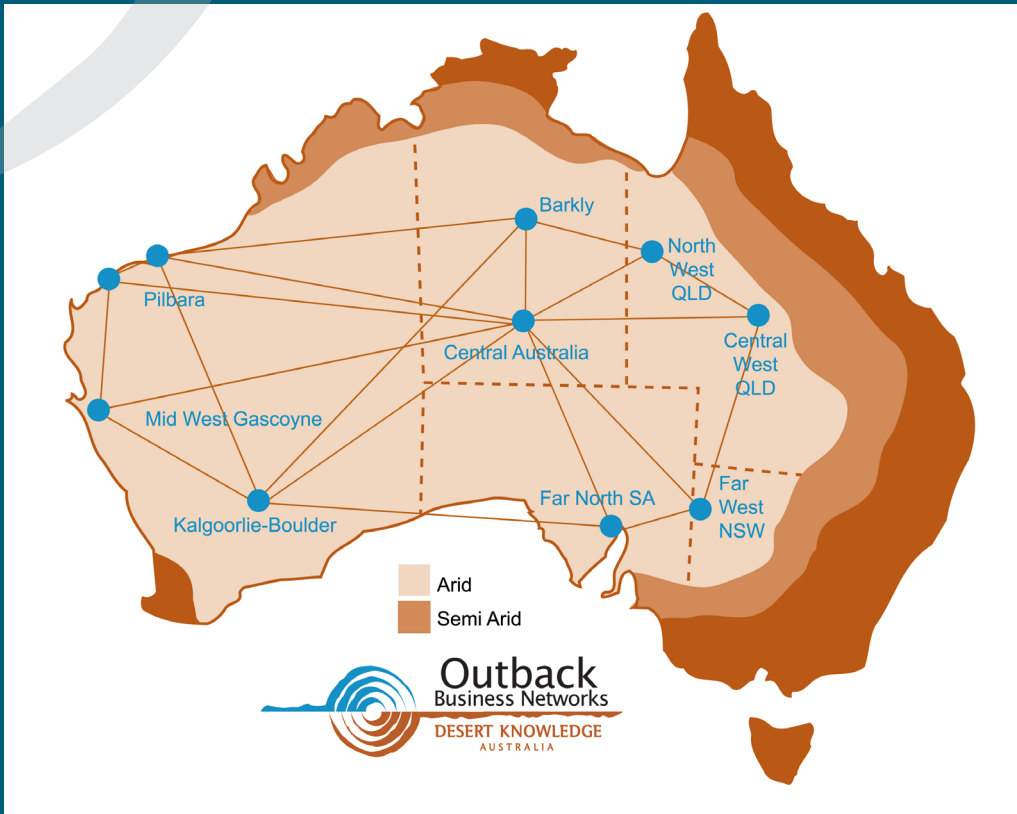 Barkly
North
West
QLD
Pilbara
Central Australia
Central
West
QLD
Mid West Gascoyne
Far North SA
Far
West
NSW
Kalgoorlie-Boulder
Arid
Semi Arid
Outback
Business Networks
DESERT KNOWLEDGE
AUSTRALIA